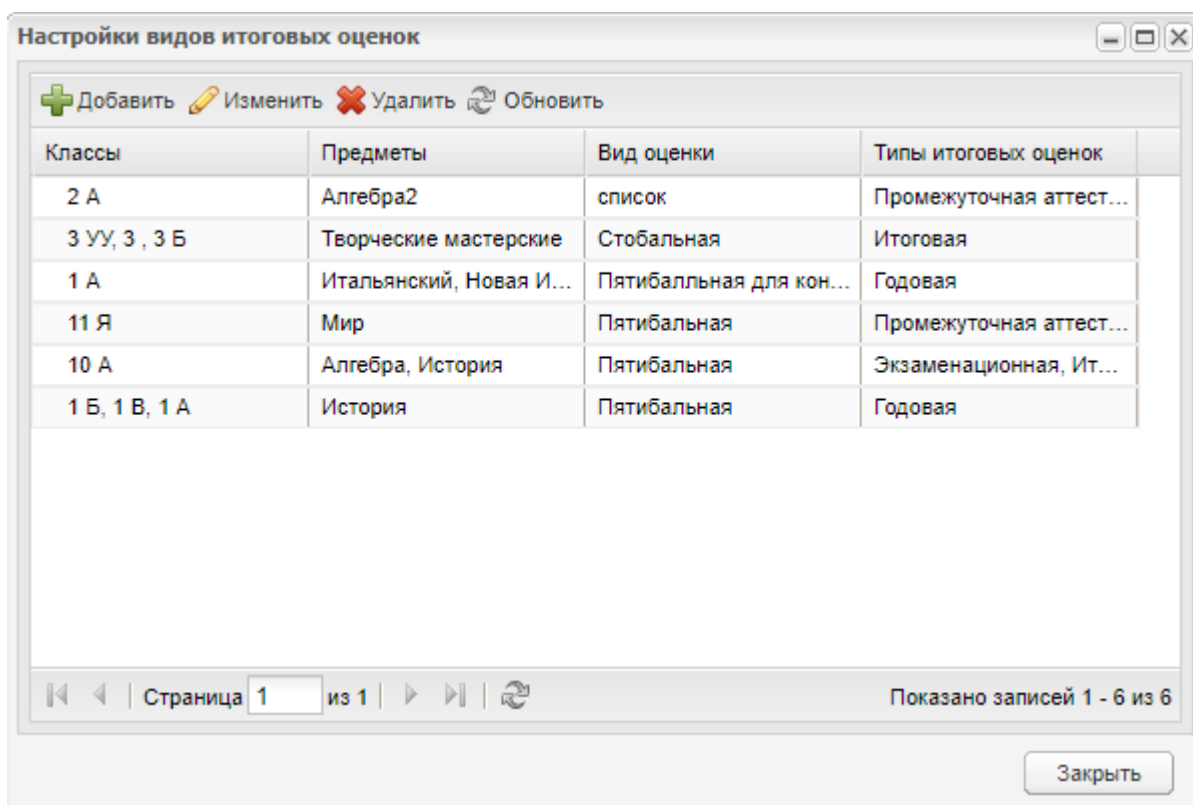 Настройки видов итоговых оценок
Добавить Изменить Удалить Обновить
Классы Предметы Вид оценки Типы итоговых оценок
2 А Алгебра2 список Промежуточная аттест...
3 УУ, 3 , 3 Б Творческие мастерские Стобальная Итоговая
1 А Итальянский, Новая И... Пятибалльная для кон... Годовая
11 Я Мир Пятибальная Промежуточная аттест...
10 А Алгебра, История Пятибальная Экзаменационная, Ит...
1 Б, 1 В, 1 А История Пятибальная Годовая
Страница 1 из 1 Показано записей 1 - 6 из 6
Закрыть